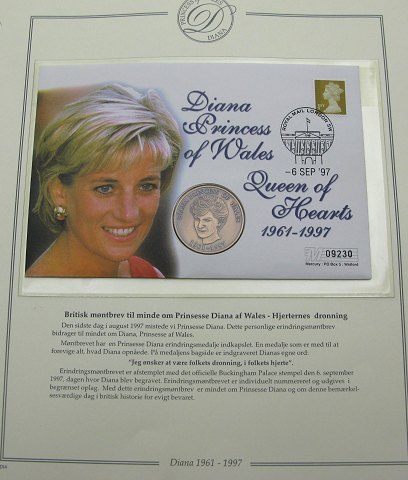 PRINCESS
D
DIANA
Diana
Princess
of Wales
Queen of
Hearts
1961-1997
ROYAL MAIL LONDON SW
-6 SEP '97
DIANA PRINCESS OF WALES
1961-1997
09230
Mercury : PO Box 5 : Watford
Britisk møntbrev til minde om Prinsesse Diana af Wales - Hjerternes dronning
Den sidste dag i august 1997 mistede vi Prinsesse Diana. Dette personlige erindringsmøntbrev
bidrager til mindet om Diana, Prinsesse af Wales.
Møntbrevet har en Prinsesse Diana erindringsmedalje indkapslet. En medalje som er med til at
forevige alt, hvad Diana opnåede. På medaljens bagside er indgraveret Dianas egne ord:
"Jeg ønsker at være folkets dronning, i folkets hjerte".
Erindringsmøntbrevet er afstemplet med det officielle Buckingham Palace stempel den 6. september
1997, dagen hvor Diana blev begravet. Erindringsmøntbrevet er individuelt nummereret og udgives i
begrænset oplag. Med dette erindringsmøntbrev er mindet om Prinsesse Diana og om denne bemærkel-
sesværdige dag i britisk historie for evigt bevaret.
Diana 1961 - 1997